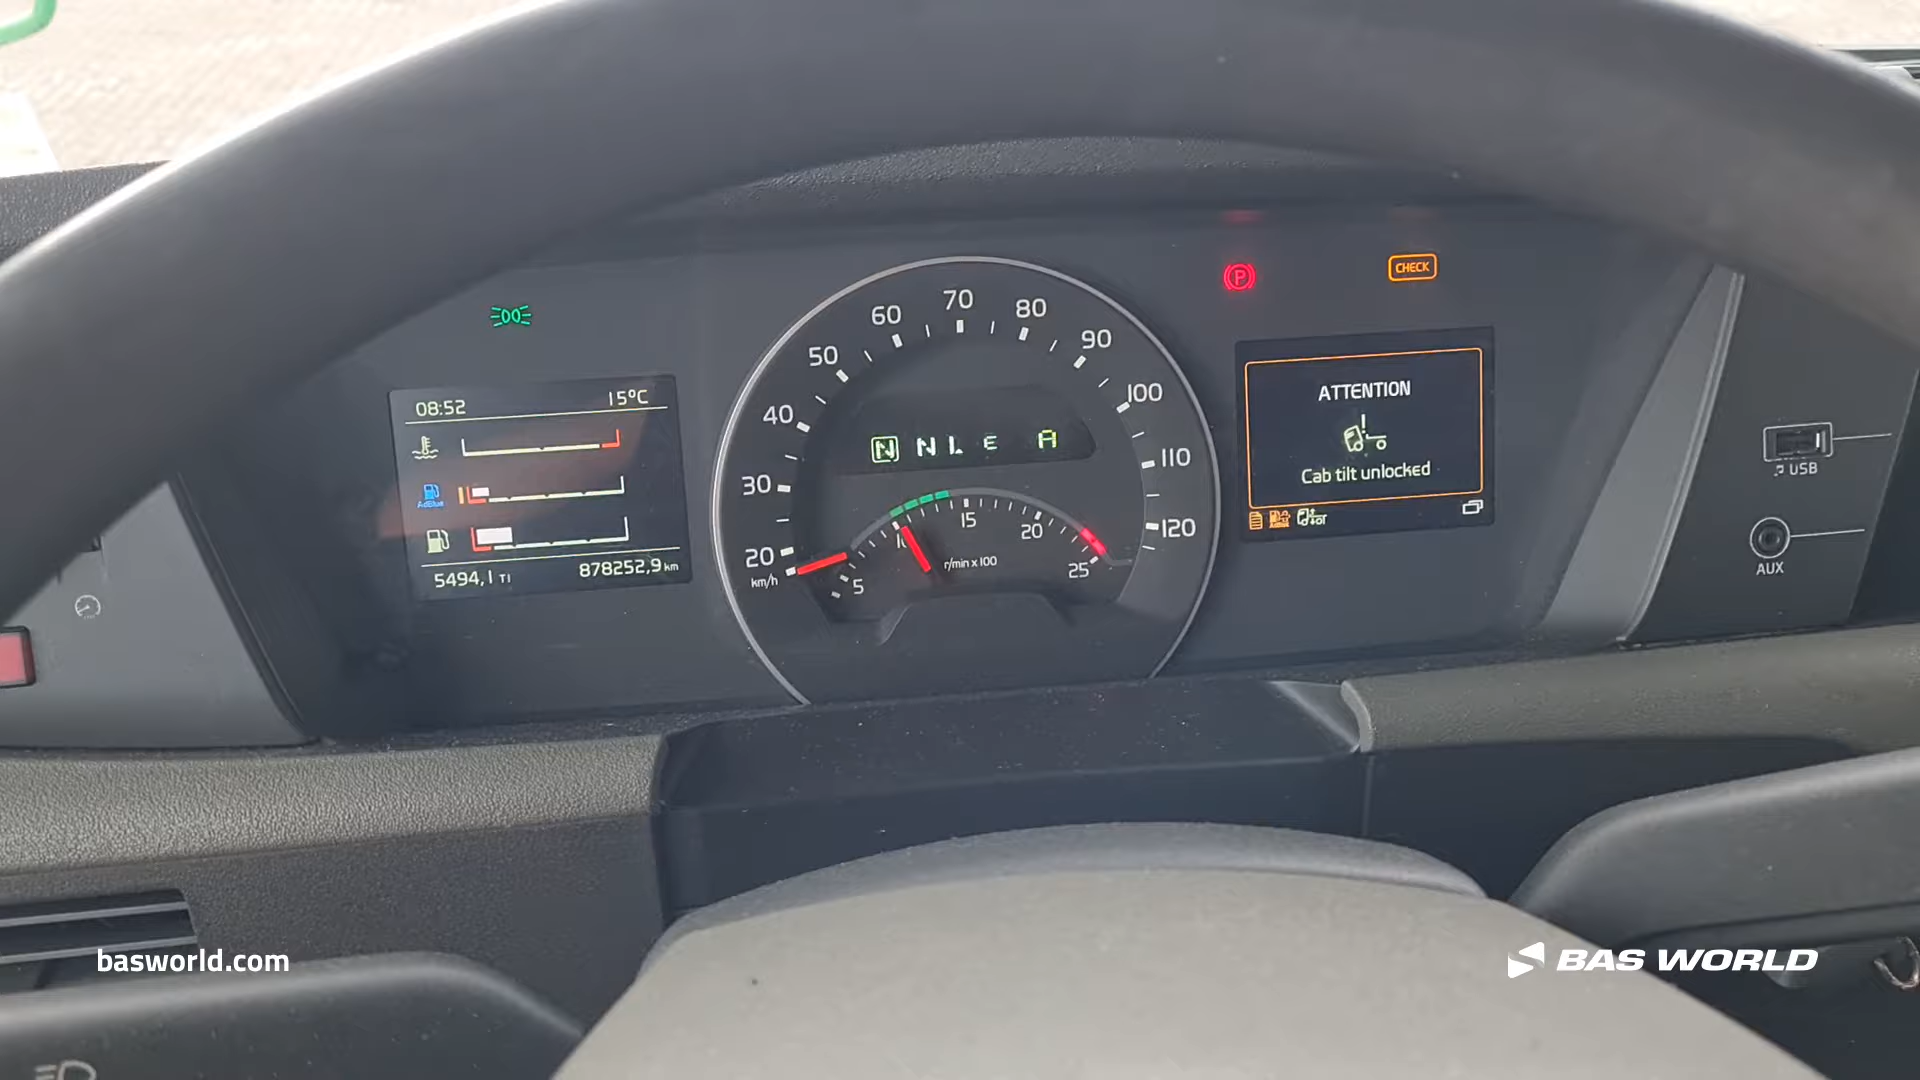 60 70 80
50 90
40 100
30 110
20 120
km/h
CHECK
P
08:52 15°C
AdBlue
5494,1 T1 878252,9 km
N N L E A
5 15 20 25
r/min x 100
ATTENTION
Cab tilt unlocked
USB
AUX
basworld.com
BAS WORLD